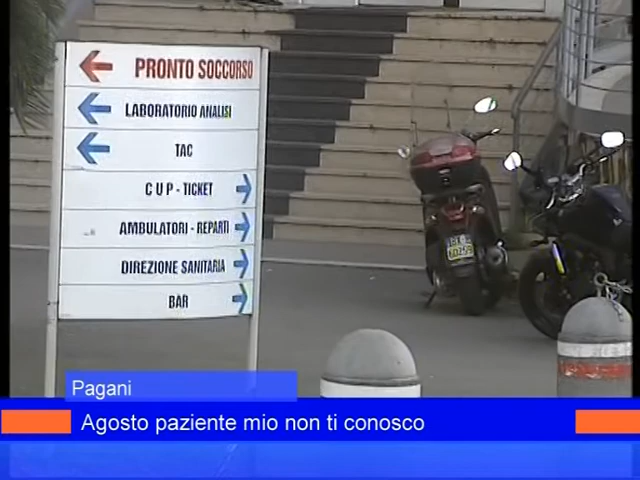 PRONTO SOCCORSO
LABORATORIO ANALISI
TAC
CUP - TICKET
AMBULATORI - REPARTI
DIREZIONE SANITARIA
BAR
Pagani
Agosto paziente mio non ti conosco